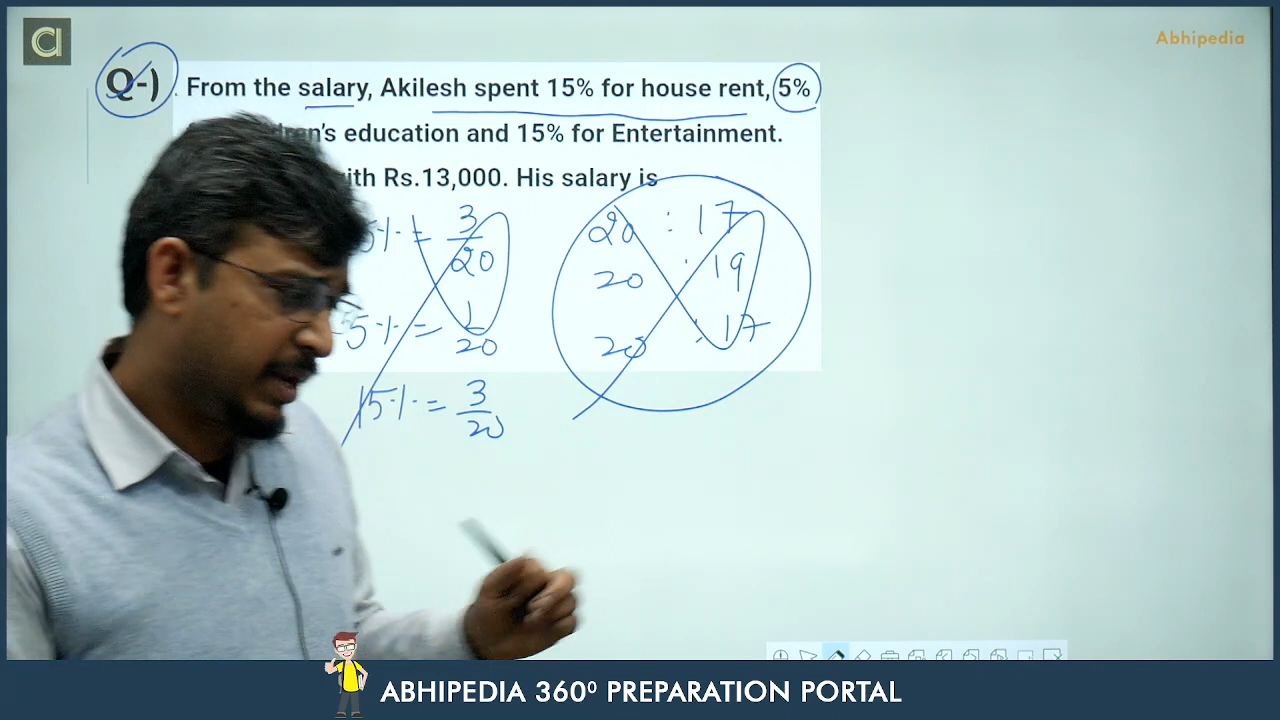 a
Abhipedia
Q-) . From the salary, Akilesh spent 15% for house rent, 5%
education and 15% for Entertainment.
Rs.13,000. His salary is
5% = 3/20
5% = 1/20
15% = 3/20
20 : 17
20 : 19
20 : 17
ABHIPEDIA 360⁰ PREPARATION PORTAL